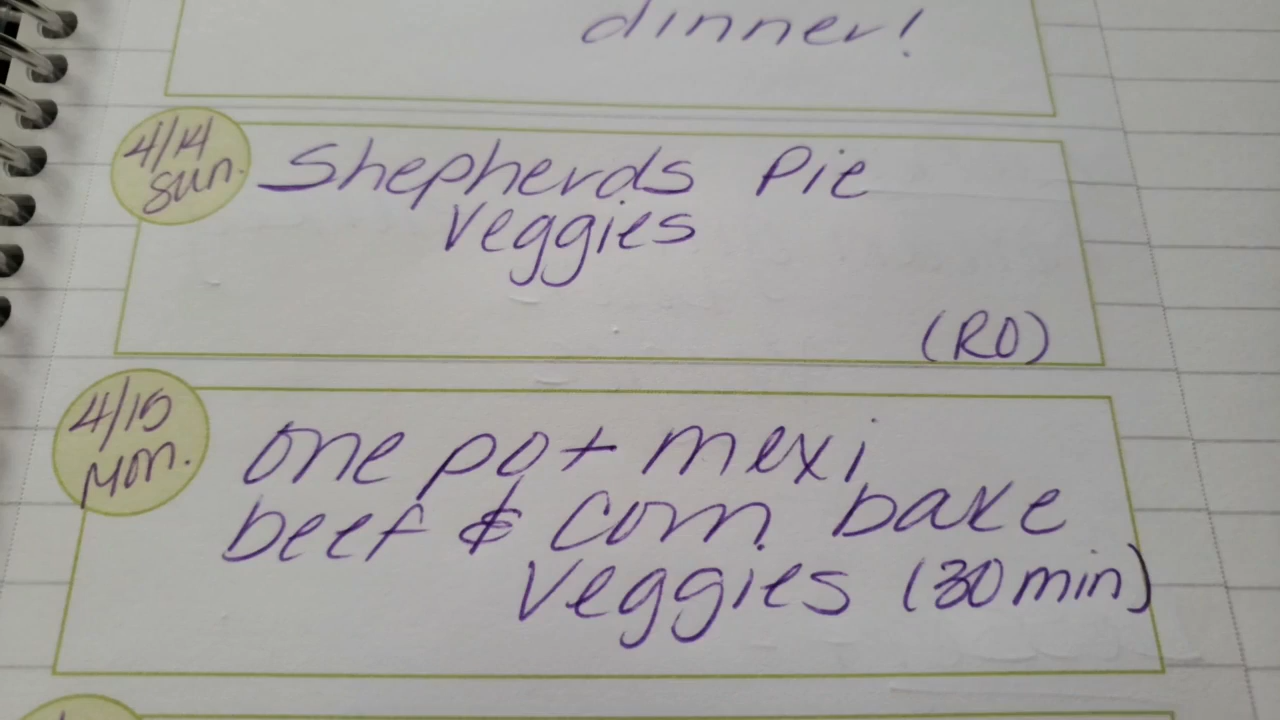 dinner!
4/14
sun.
Shepherds Pie
Veggies
(RO)
4/15
Mon.
one pot mexi
beef & Corn bake
Veggies (30 min)